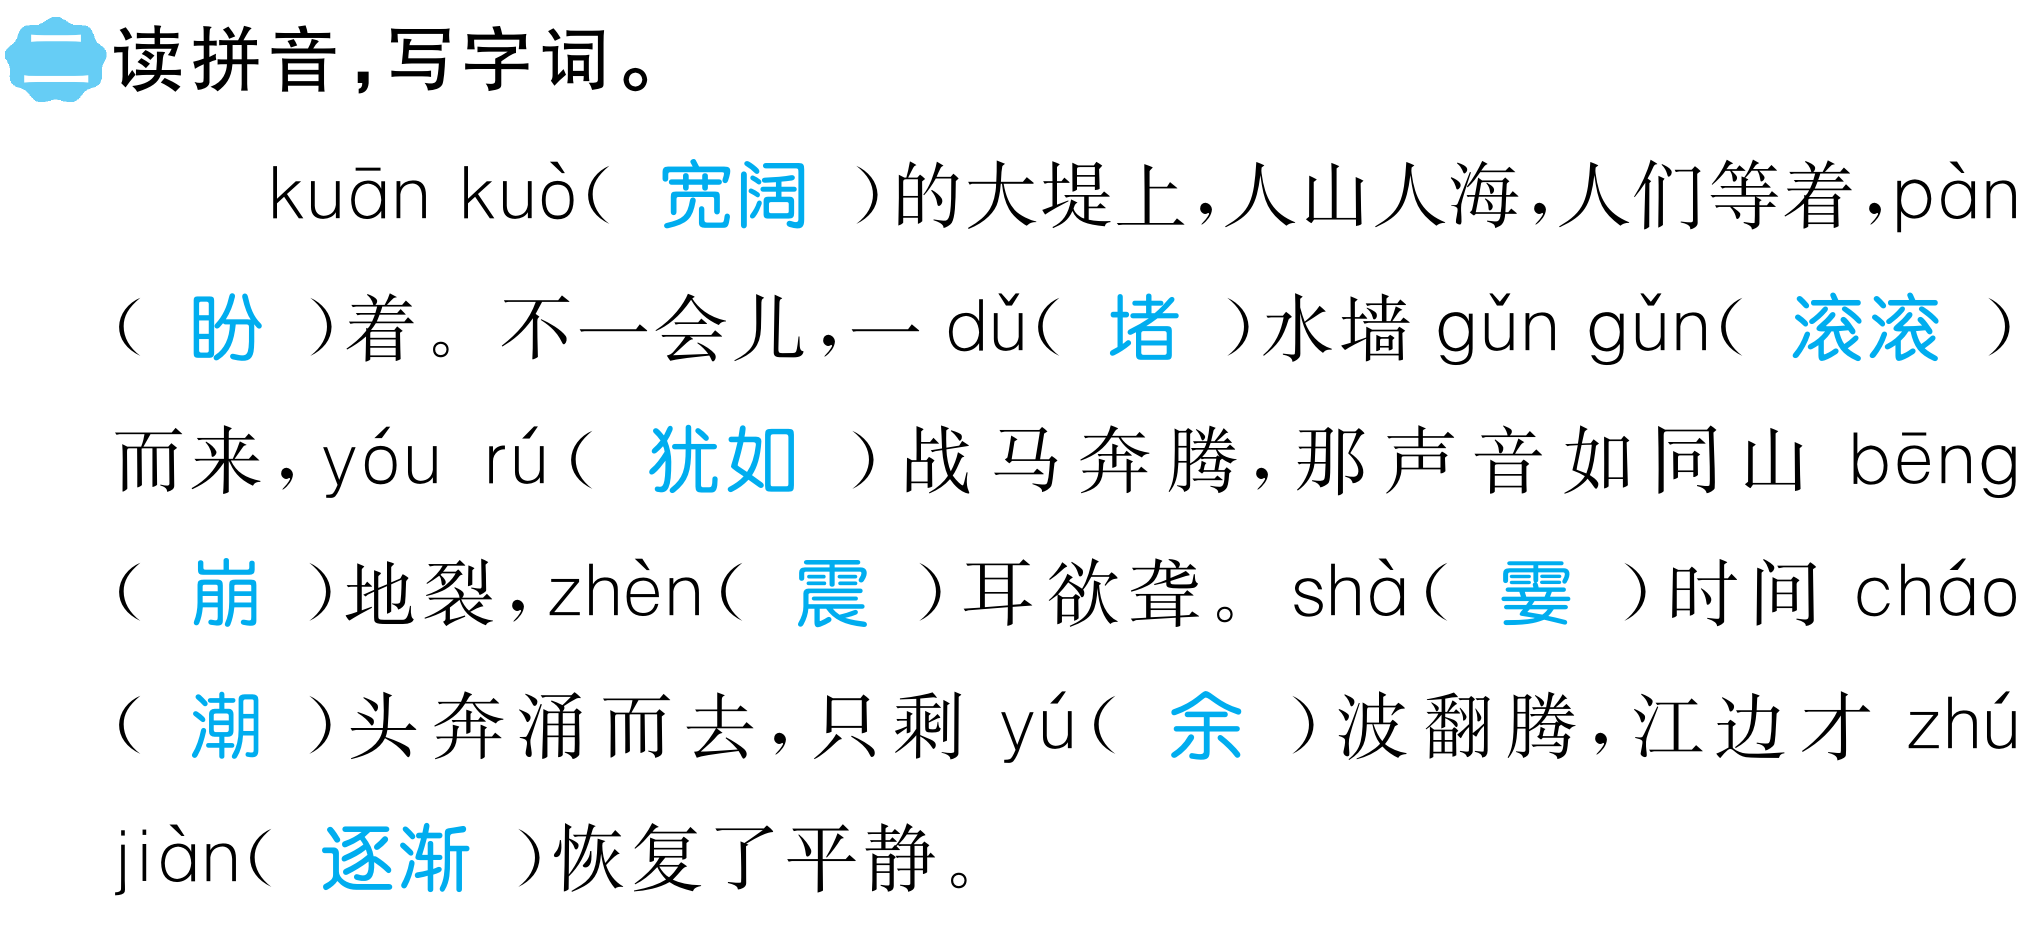 二 读拼音,写字词。
kuān kuò( 宽阔 )的大堤上,人山人海,人们等着,pàn
( 盼 )着。不一会儿,一 dǔ( 堵 )水墙 gǔn gǔn( 滚滚 )
而来,yóu rú( 犹如 )战马奔腾,那声音如同山 bēng
( 崩 )地裂,zhèn( 震 )耳欲聋。shà( 霎 )时间 cháo
( 潮 )头奔涌而去,只剩 yú( 余 )波翻腾,江边才 zhú
jiàn( 逐渐 )恢复了平静。